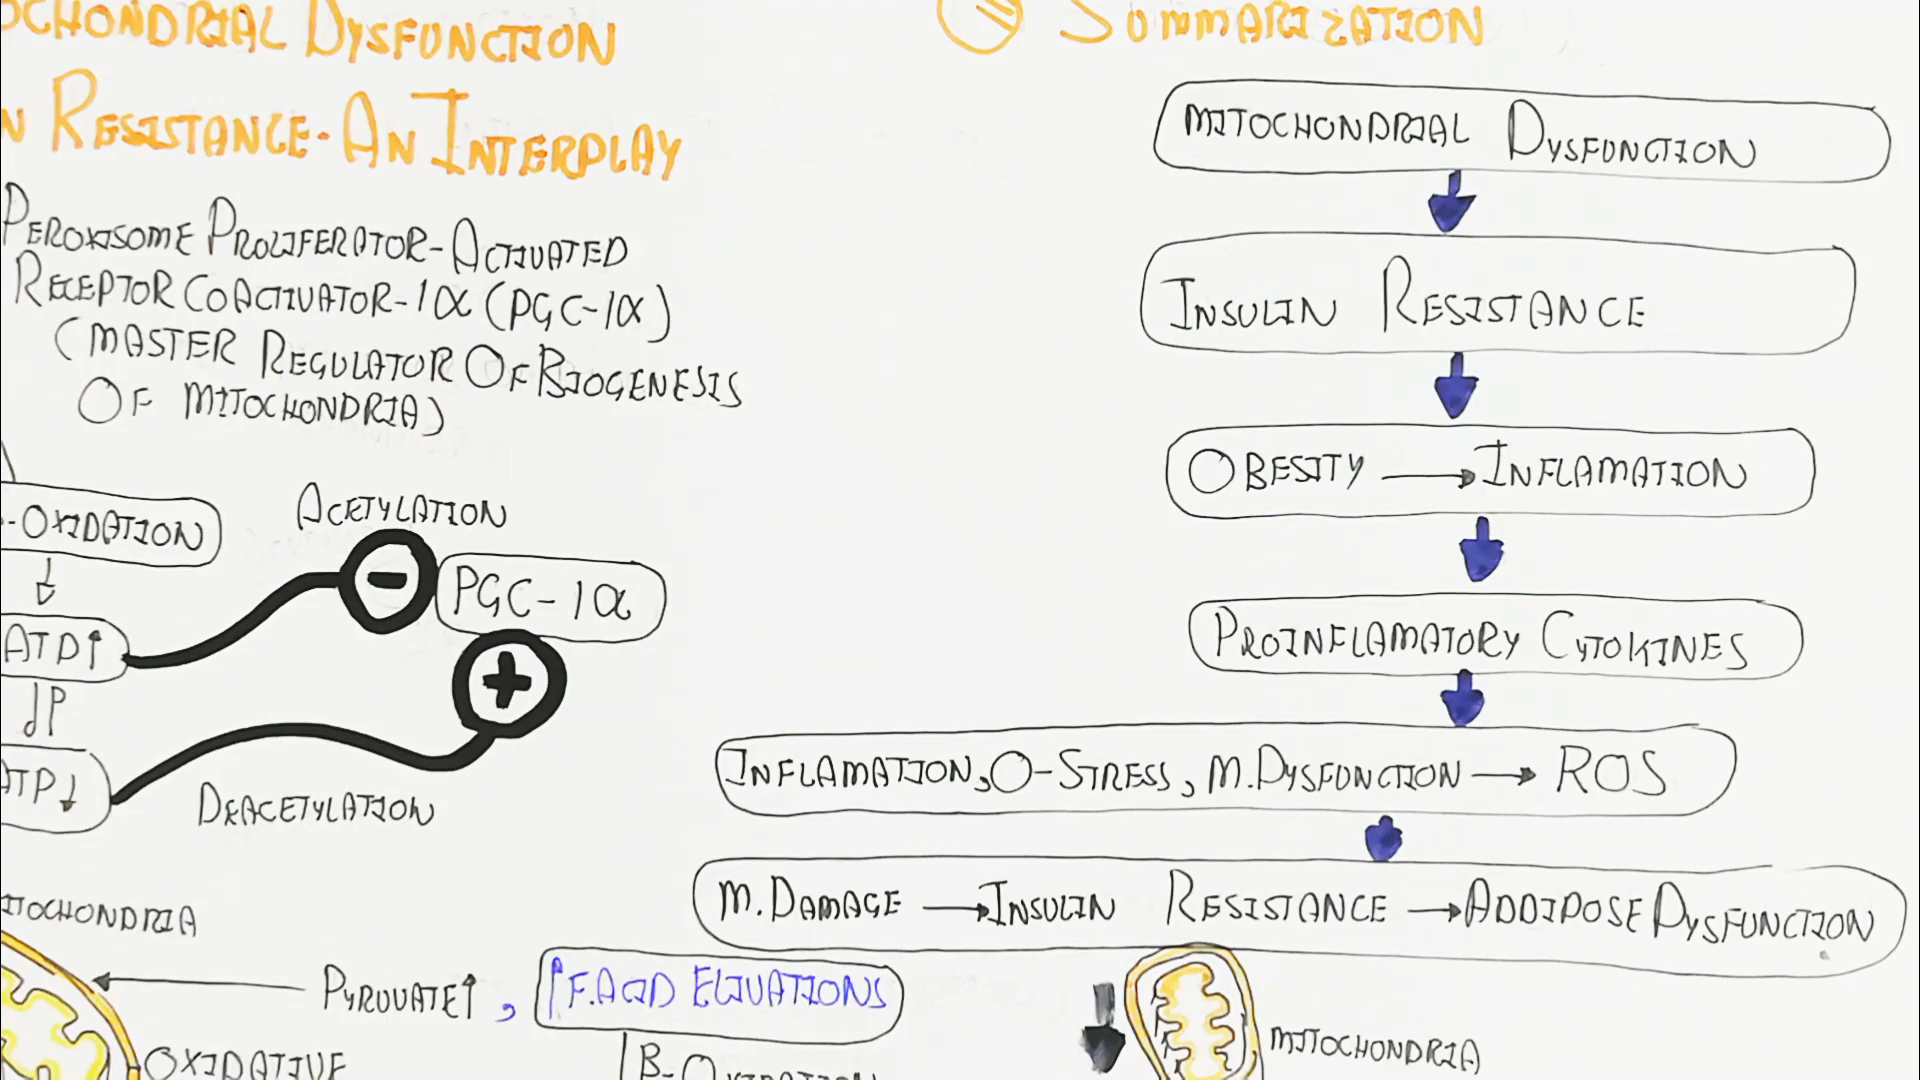 OCHONDRIAL DYSFUNCTION
N RESISTANCE-AN INTERPLAY
PEROXISOME PROLIFERATOR-ACTIVATED
RECEPTOR COACTIVATOR-1α (PGC-1α)
(MASTER REGULATOR OF BIOGENESIS
OF MITOCHONDRIA)
-OXIDATION
ACETYLATION
-
PGC-1α
ATP↑
+
↓P
ATP↓
DEACETYLATION
ITOCHONDRIA
PYRUVATE↑,
↑F.ACID
OXIDATIVE
B-OXIDATION
SUMMARIZATION
MITOCHONDRIAL DYSFUNCTION
INSULIN RESISTANCE
OBESITY → INFLAMATION
PROINFLAMATORY CYTOKINES
INFLAMATION, O-STRESS, M.DYSFUNCTION → ROS
M.DAMAGE → INSULIN RESISTANCE → ADDIPOSE DYSFUNCTION
MITOCHONDRIA